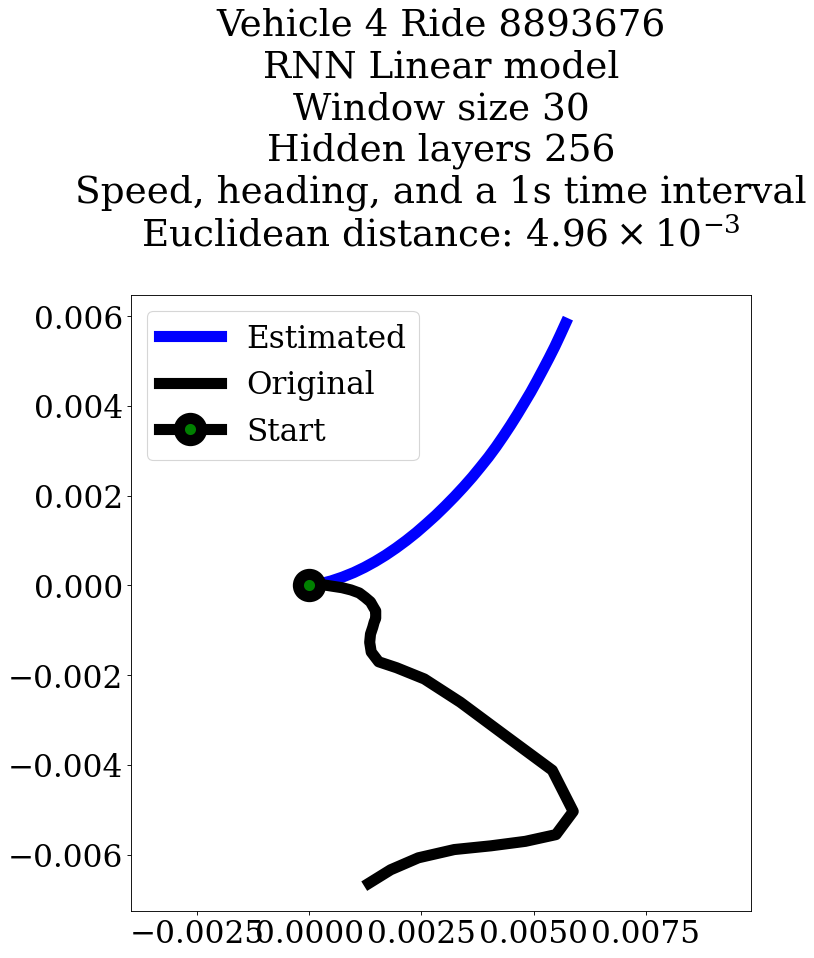 Vehicle 4 Ride 8893676
RNN Linear model
Window size 30
Hidden layers 256
Speed, heading, and a 1s time interval
Euclidean distance: 4.96 × 10⁻³
Estimated
Original
Start
0.006
0.004
0.002
0.000
−0.002
−0.004
−0.006
−0.0025 0.0000 0.0025 0.0050 0.0075